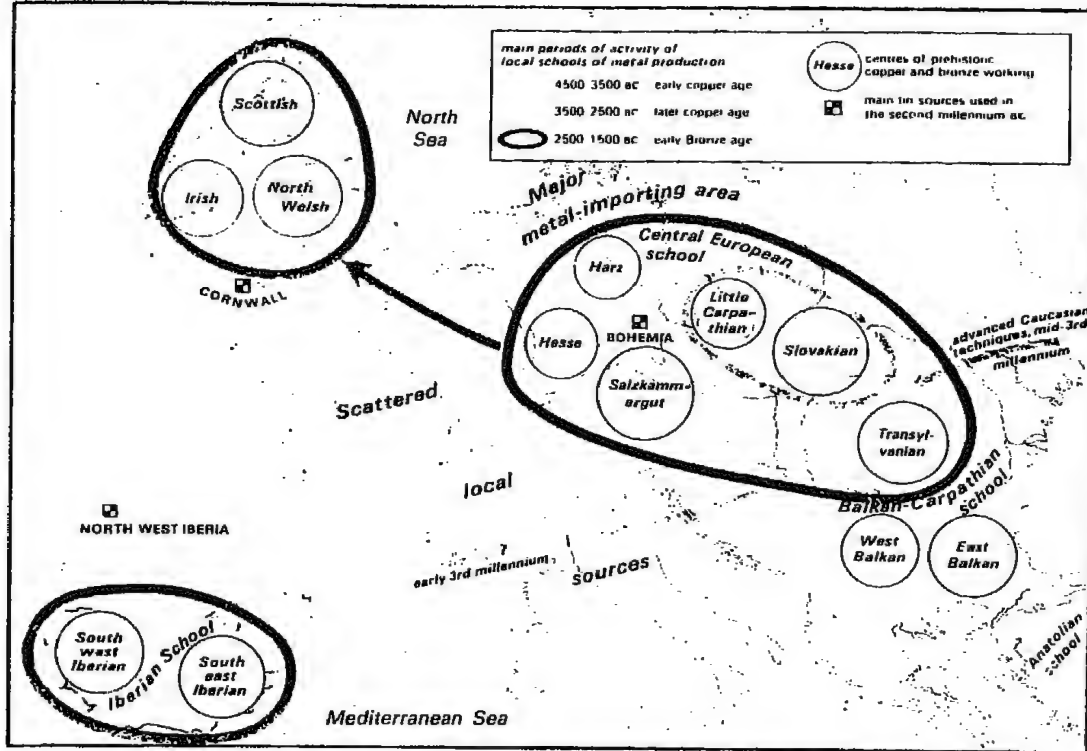 main periods of activity of
local schools of metal production
4500 3500 BC early copper age
3500 2500 BC later copper age
2500 1500 BC early Bronze age
Hesse
centres of prehistoric
copper and bronze working
main tin sources used in
the second millennium BC
Scottish
Irish
North
Welsh
North
Sea
CORNWALL
Major
metal-importing area
Central European
school
Harz
Little
Carpa-
thian
Hesse
BOHEMIA
Slovakian
Salzkamm-
ergut
advanced Caucasian
techniques, mid-3rd
millennium
Transyl-
vanian
Scattered
local
sources
Balkan-Carpathian
school
West
Balkan
East
Balkan
NORTH WEST IBERIA
?
early 3rd millennium
Anatolian
school
South
west
Iberian
Iberian School
South
east
Iberian
Mediterranean Sea